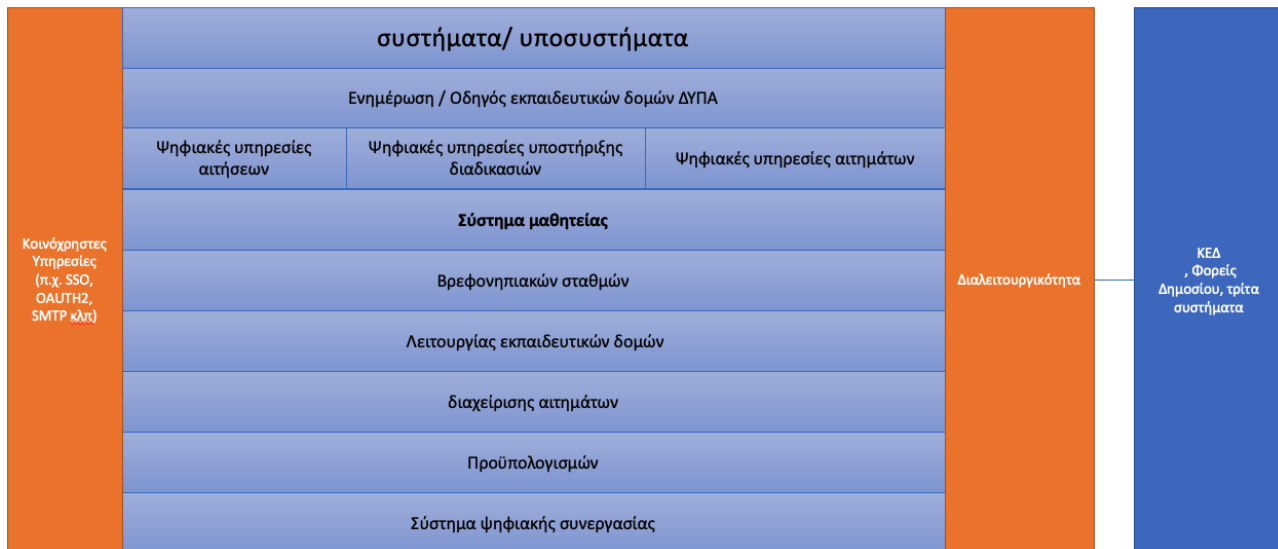 συστήματα/ υποσυστήματα
Ενημέρωση / Οδηγός εκπαιδευτικών δομών ΔΥΠΑ
Ψηφιακές υπηρεσίες
αιτήσεων
Ψηφιακές υπηρεσίες υποστήριξης
διαδικασιών
Ψηφιακές υπηρεσίες αιτημάτων
Σύστημα μαθητείας
Βρεφονηπιακών σταθμών
Λειτουργίας εκπαιδευτικών δομών
διαχείρισης αιτημάτων
Προϋπολογισμών
Σύστημα ψηφιακής συνεργασίας
Κοινόχρηστες
Υπηρεσίες
(π.χ. SSO,
OAUTH2,
SMTP κλπ)
Διαλειτουργικότητα
ΚΕΔ
, Φορείς
Δημοσίου, τρίτα
συστήματα